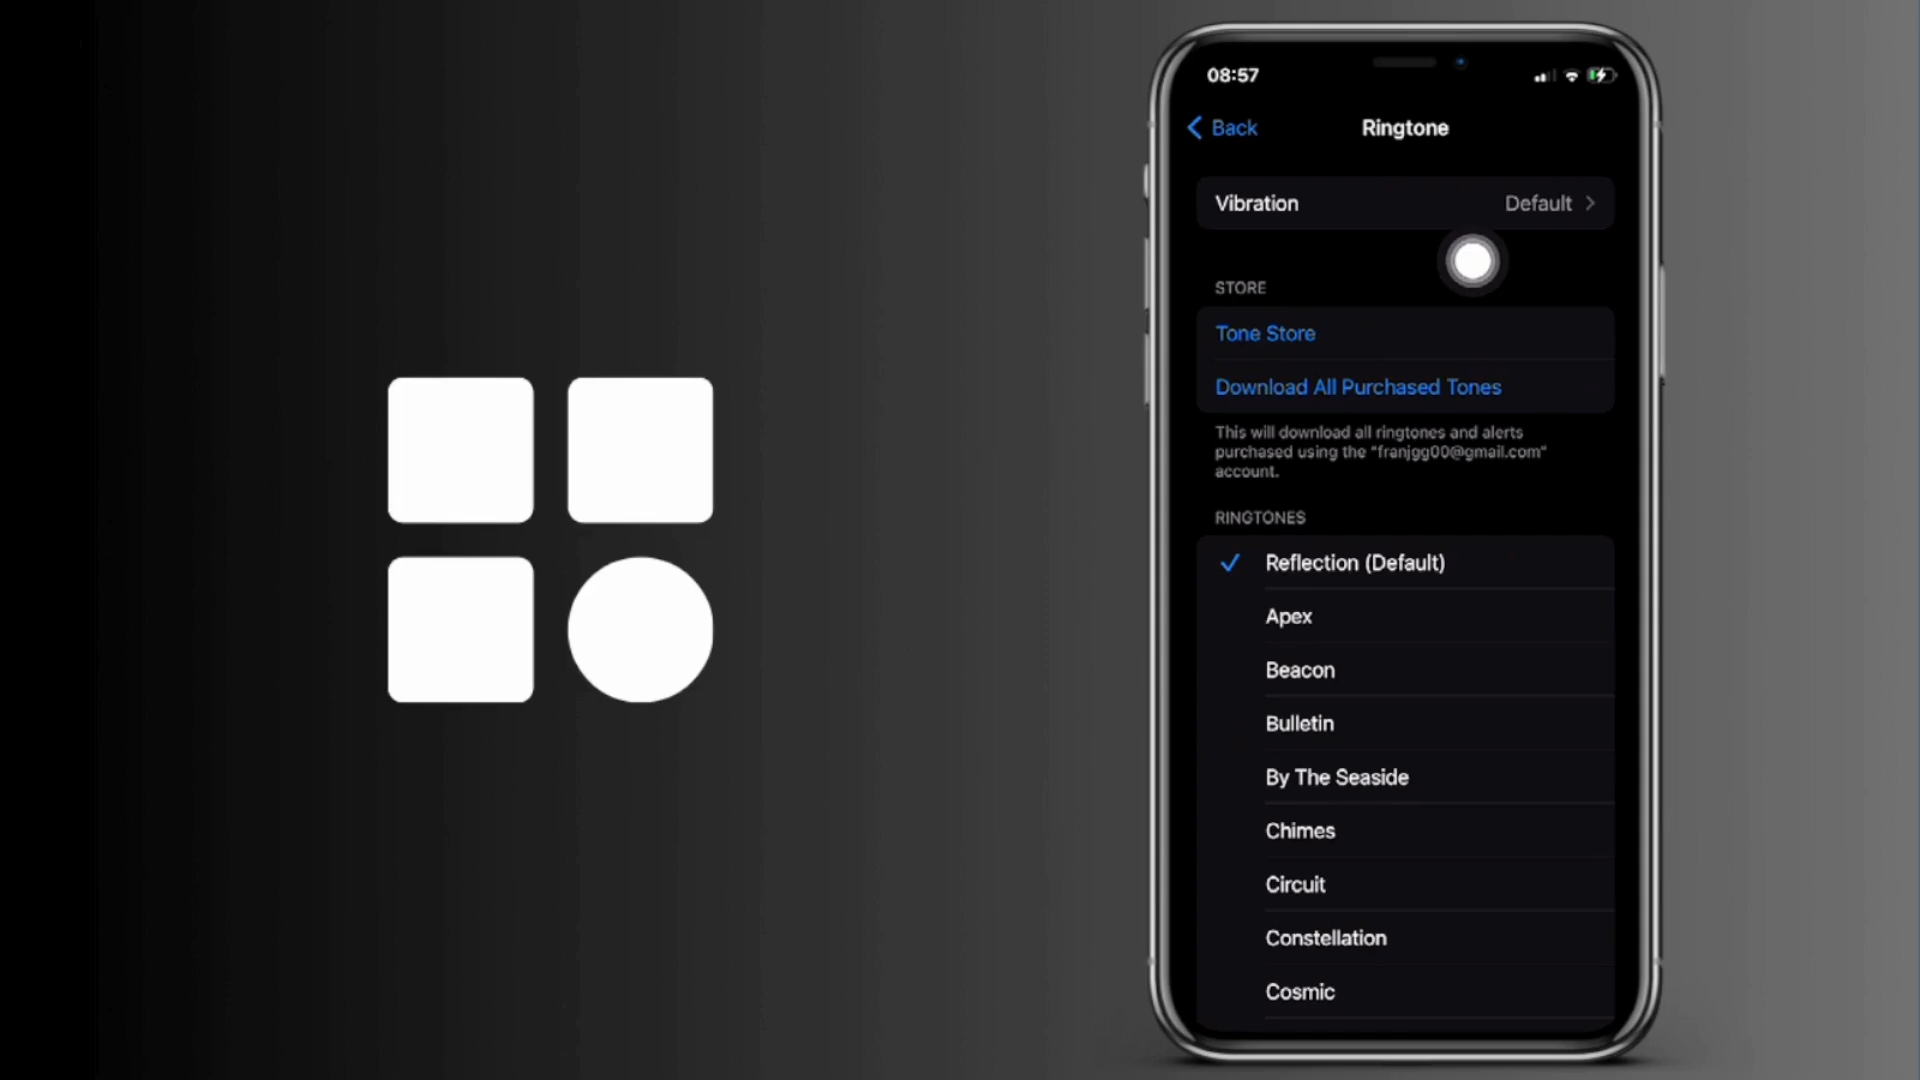 08:57
Back
Ringtone
Vibration Default
STORE
Tone Store
Download All Purchased Tones
This will download all ringtones and alerts
purchased using the "franjgg00@gmail.com"
account.
RINGTONES
Reflection (Default)
Apex
Beacon
Bulletin
By The Seaside
Chimes
Circuit
Constellation
Cosmic